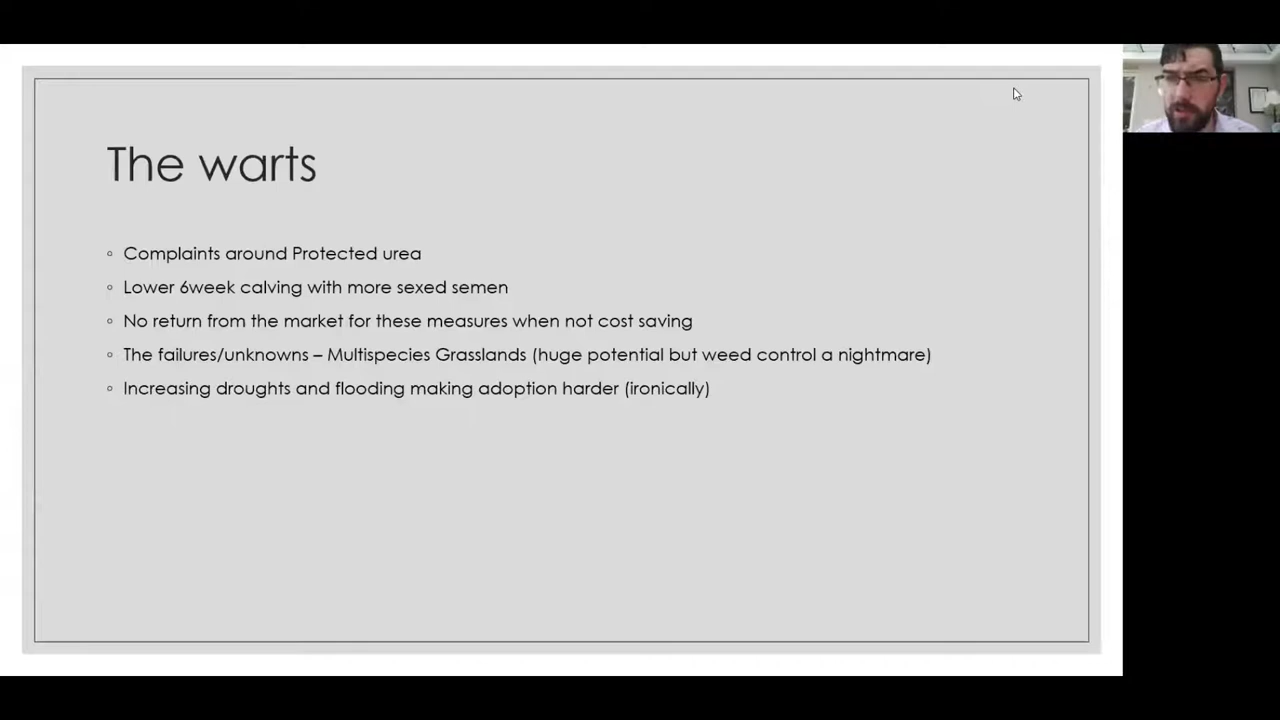 The warts
◦ Complaints around Protected urea
◦ Lower 6week calving with more sexed semen
◦ No return from the market for these measures when not cost saving
◦ The failures/unknowns – Multispecies Grasslands (huge potential but weed control a nightmare)
◦ Increasing droughts and flooding making adoption harder (ironically)